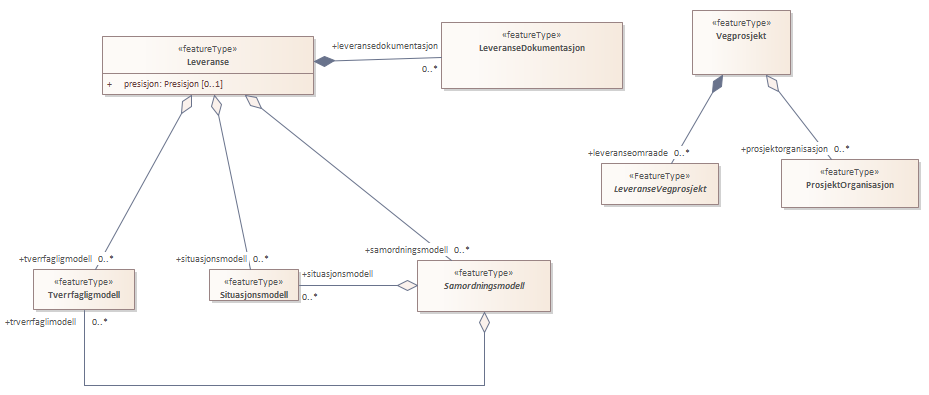 «featureType»
Leveranse
+ presisjon: Presisjon [0..1]
+leveransedokumentasjon
0..*
«featureType»
LeveranseDokumentasjon
«featureType»
Vegprosjekt
+leveranseomraade 0..*
+prosjektorganisasjon 0..*
«FeatureType»
LeveranseVegprosjekt
«featureType»
ProsjektOrganisasjon
+tverrfagligmodell 0..*
+situasjonsmodell 0..*
+samordningsmodell 0..*
«featureType»
Tverrfagligmodell
«featureType»
Situasjonsmodell
+situasjonsmodell
0..*
«featureType»
Samordningsmodell
+trverrfaglimodell 0..*